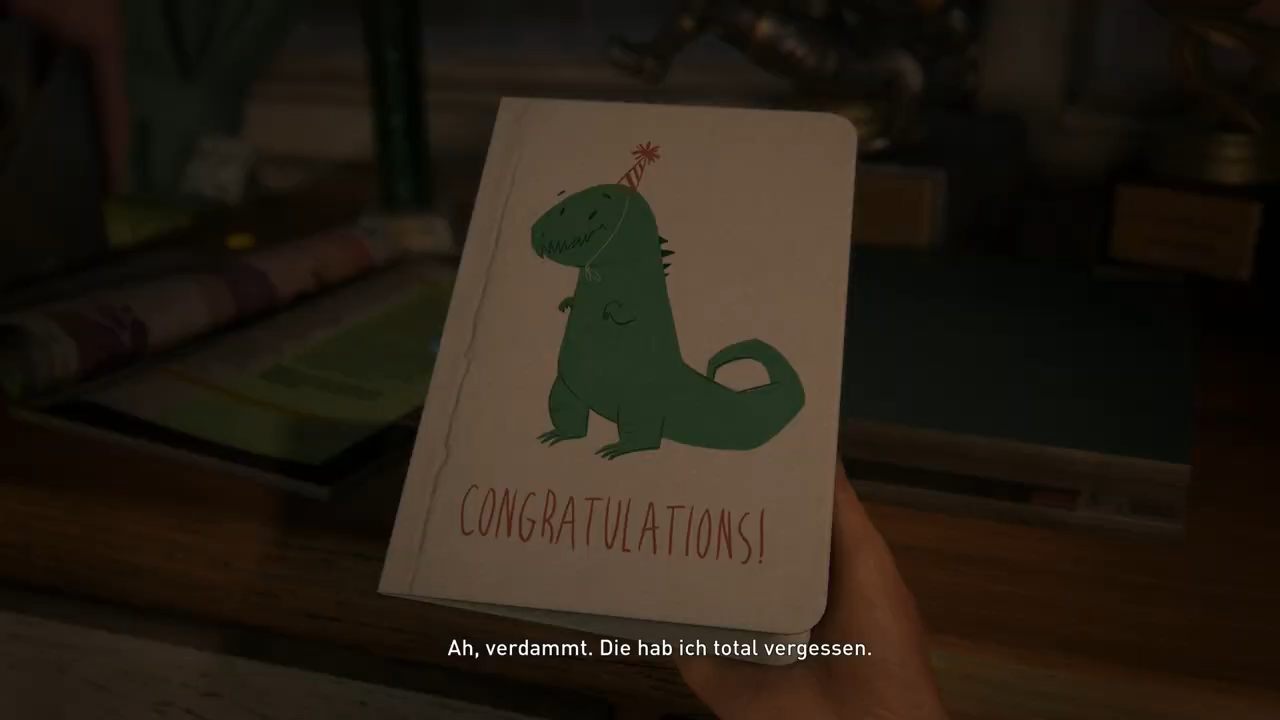 CONGRATULATIONS!
Ah, verdammt. Die hab ich total vergessen.